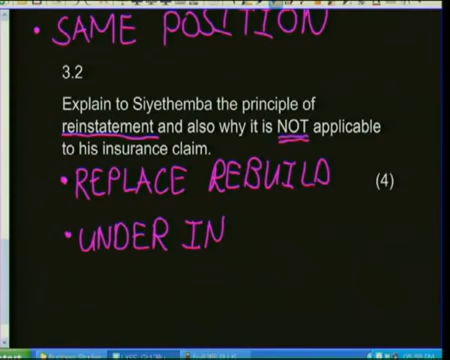 • SAME POSITION
3.2
Explain to Siyethemba the principle of
reinstatement and also why it is NOT applicable
to his insurance claim.
• REPLACE REBUILD (4)
• UNDER IN